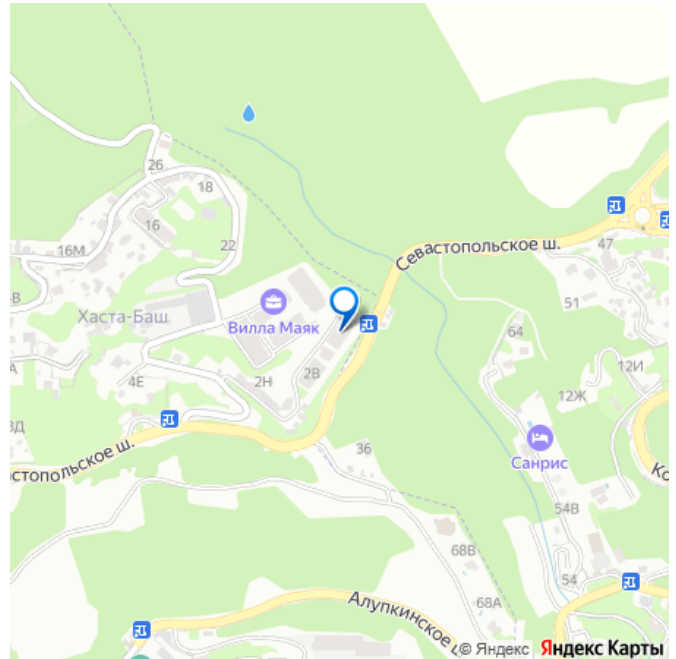 26
18
16
22
16М
Севастопольское ш.
47
51
Хаста-Баш
Вилла Маяк
64
4Е
2Н
2В
12И
12Ж
36
Санрис
54В
68В
54
68А
Алупкинское
© Яндекс Яндекс Карты